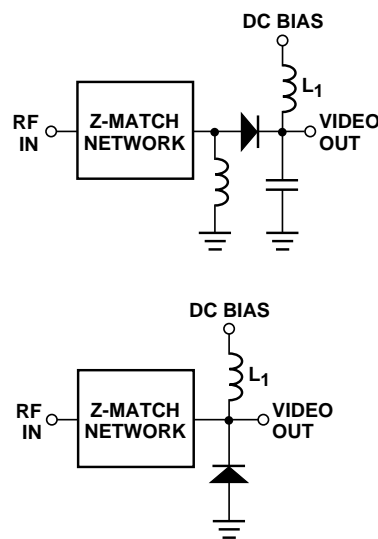 DC BIAS
L1
RF
IN
Z-MATCH
NETWORK
VIDEO
OUT
DC BIAS
L1
RF
IN
Z-MATCH
NETWORK
VIDEO
OUT